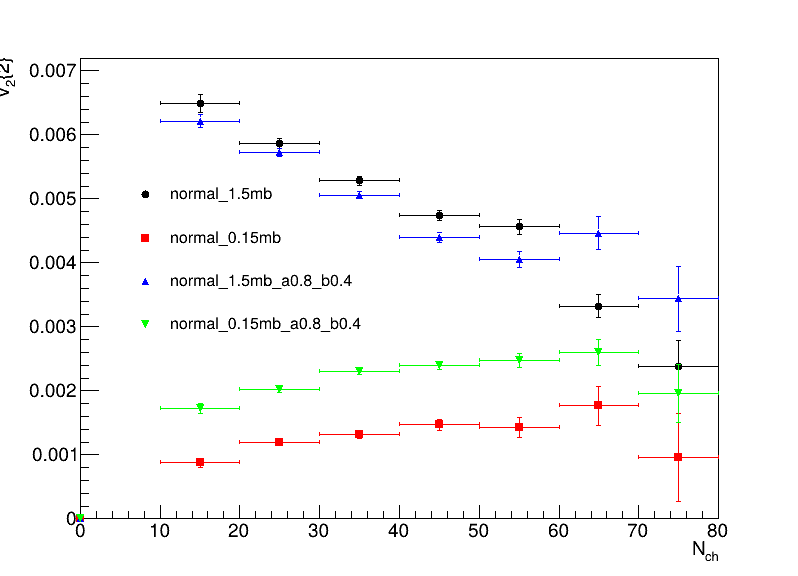 v2{2}
0.007
0.006
0.005
0.004
0.003
0.002
0.001
0
normal_1.5mb
normal_0.15mb
normal_1.5mb_a0.8_b0.4
normal_0.15mb_a0.8_b0.4
0 10 20 30 40 50 60 70 80
Nch